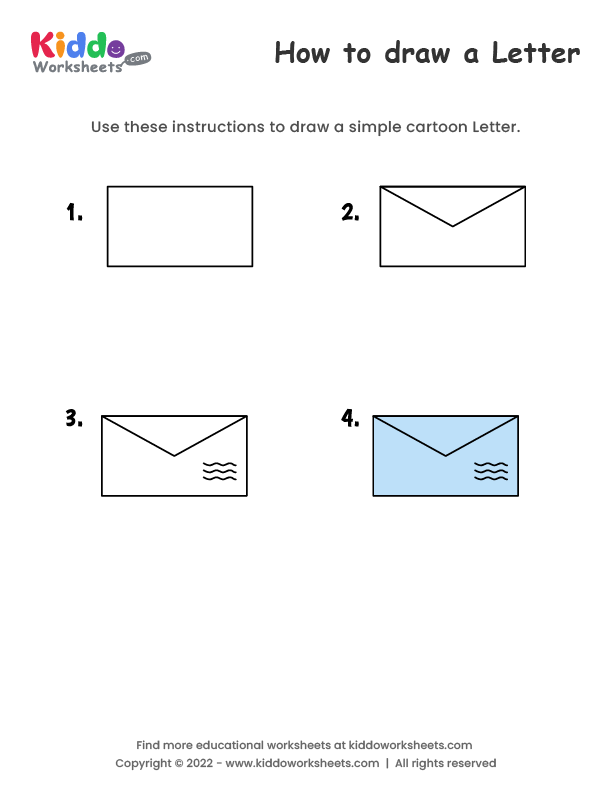 Kiddo
Worksheets .com
How to draw a Letter
Use these instructions to draw a simple cartoon Letter.
1.
2.
3.
4.
Find more educational worksheets at kiddoworksheets.com
Copyright © 2022 - www.kiddoworksheets.com | All rights reserved